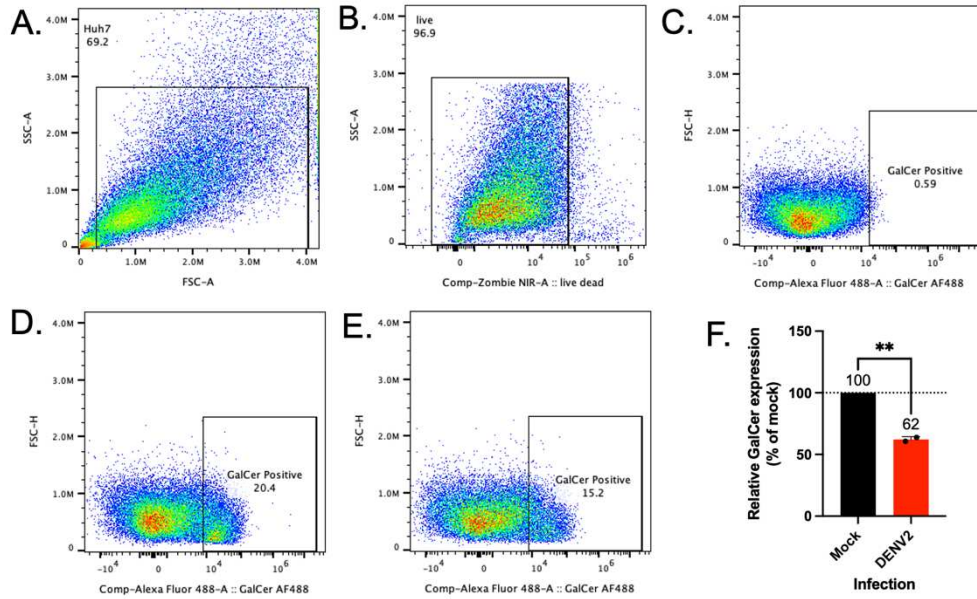 A.
Huh7
69.2
4.0M
3.0M
2.0M
1.0M
0
SSC-A
0 1.0M 2.0M 3.0M 4.0M
FSC-A
B.
live
96.9
4.0M
3.0M
2.0M
1.0M
0
SSC-A
0 10^4 10^5 10^6
Comp-Zombie NIR-A :: live dead
C.
4.0M
3.0M
2.0M
1.0M
0
FSC-H
GalCer Positive
0.59
-10^4 0 10^4 10^6
Comp-Alexa Fluor 488-A :: GalCer AF488
D.
4.0M
3.0M
2.0M
1.0M
0
FSC-H
GalCer Positive
20.4
-10^4 0 10^4 10^6
Comp-Alexa Fluor 488-A :: GalCer AF488
E.
4.0M
3.0M
2.0M
1.0M
0
FSC-H
GalCer Positive
15.2
-10^4 0 10^4 10^6
Comp-Alexa Fluor 488-A :: GalCer AF488
F.
Relative GalCer expression
(% of mock)
150
100
50
0
**
100
62
Mock
DENV2
Infection